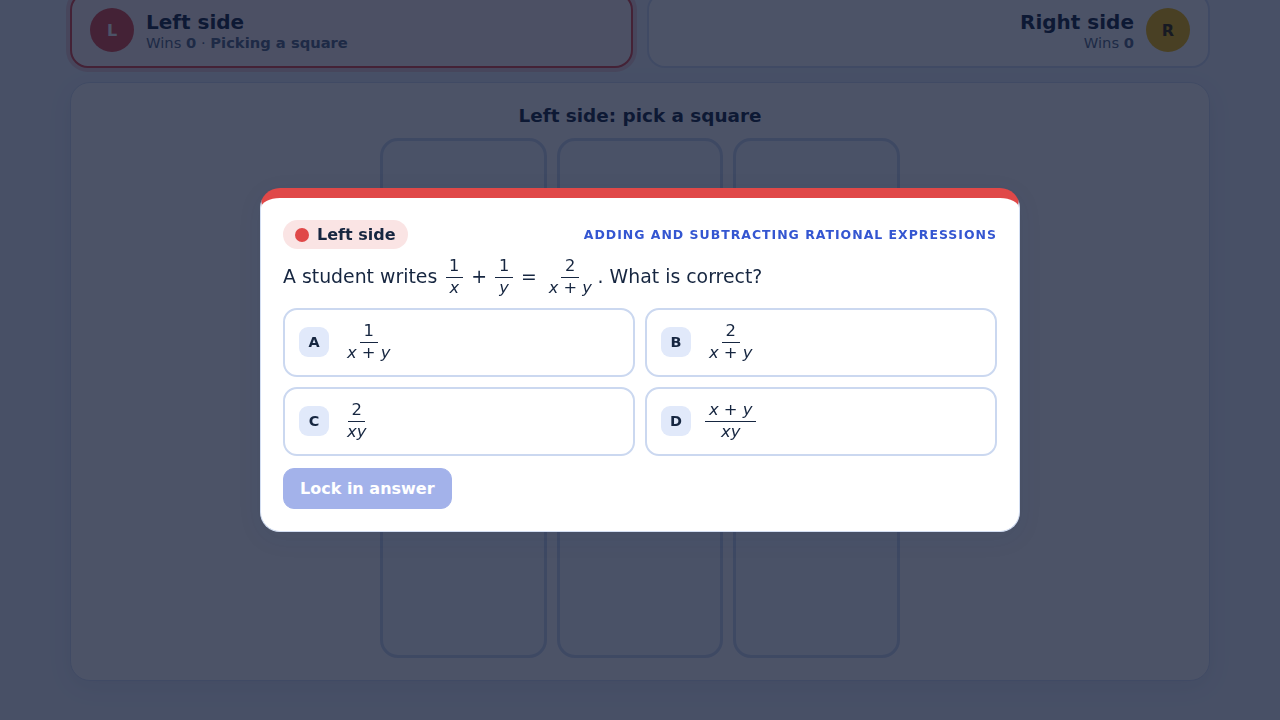 L
Left side
Wins 0 · Picking a square
Right side
Wins 0
R
Left side: pick a square
Left side
ADDING AND SUBTRACTING RATIONAL EXPRESSIONS
A student writes 1/x + 1/y = 2/(x + y). What is correct?
A 1/(x + y)
B 2/(x + y)
C 2/(xy)
D (x + y)/(xy)
Lock in answer